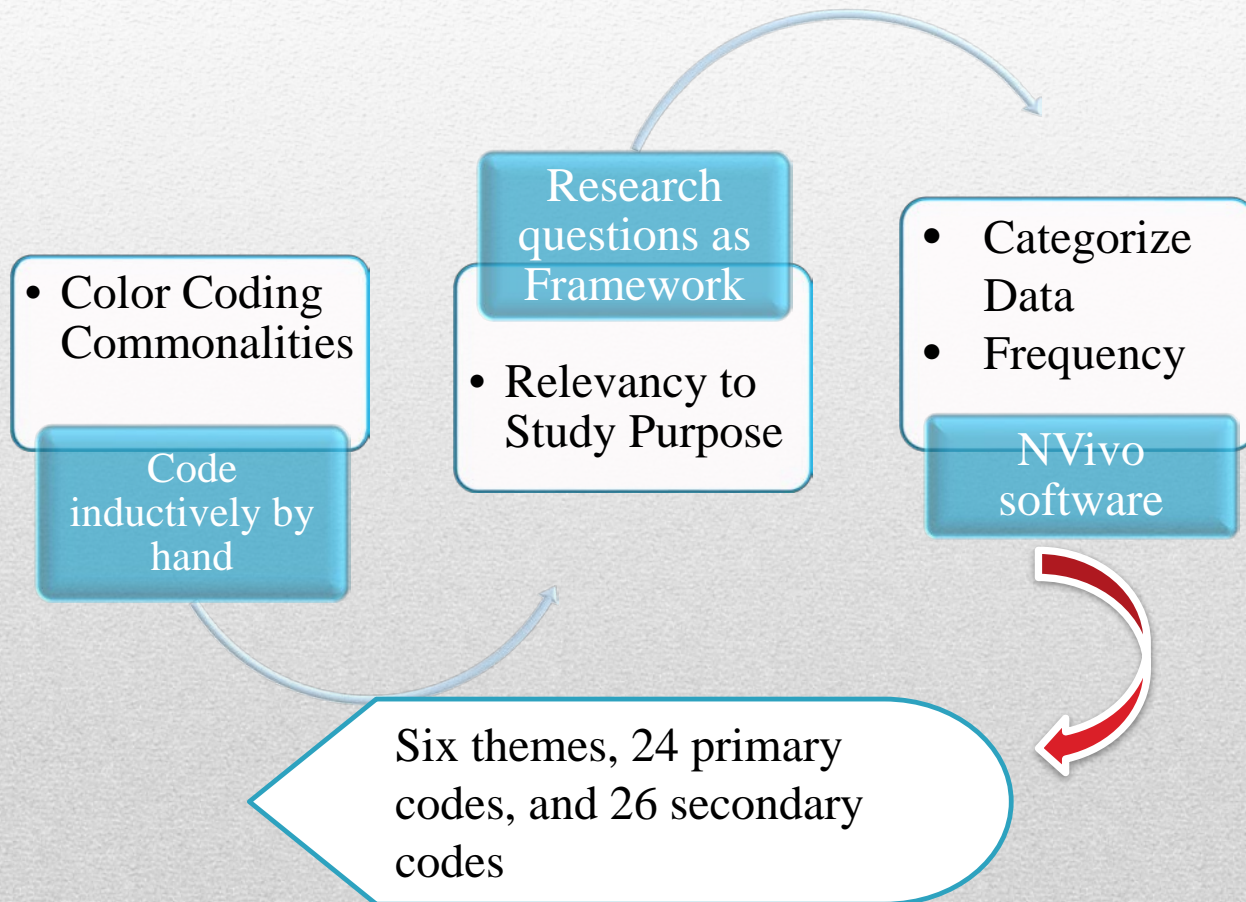 • Color Coding
Commonalities
Code
inductively by
hand
Research
questions as
Framework
• Relevancy to
Study Purpose
• Categorize
Data
• Frequency
NVivo
software
Six themes, 24 primary
codes, and 26 secondary
codes